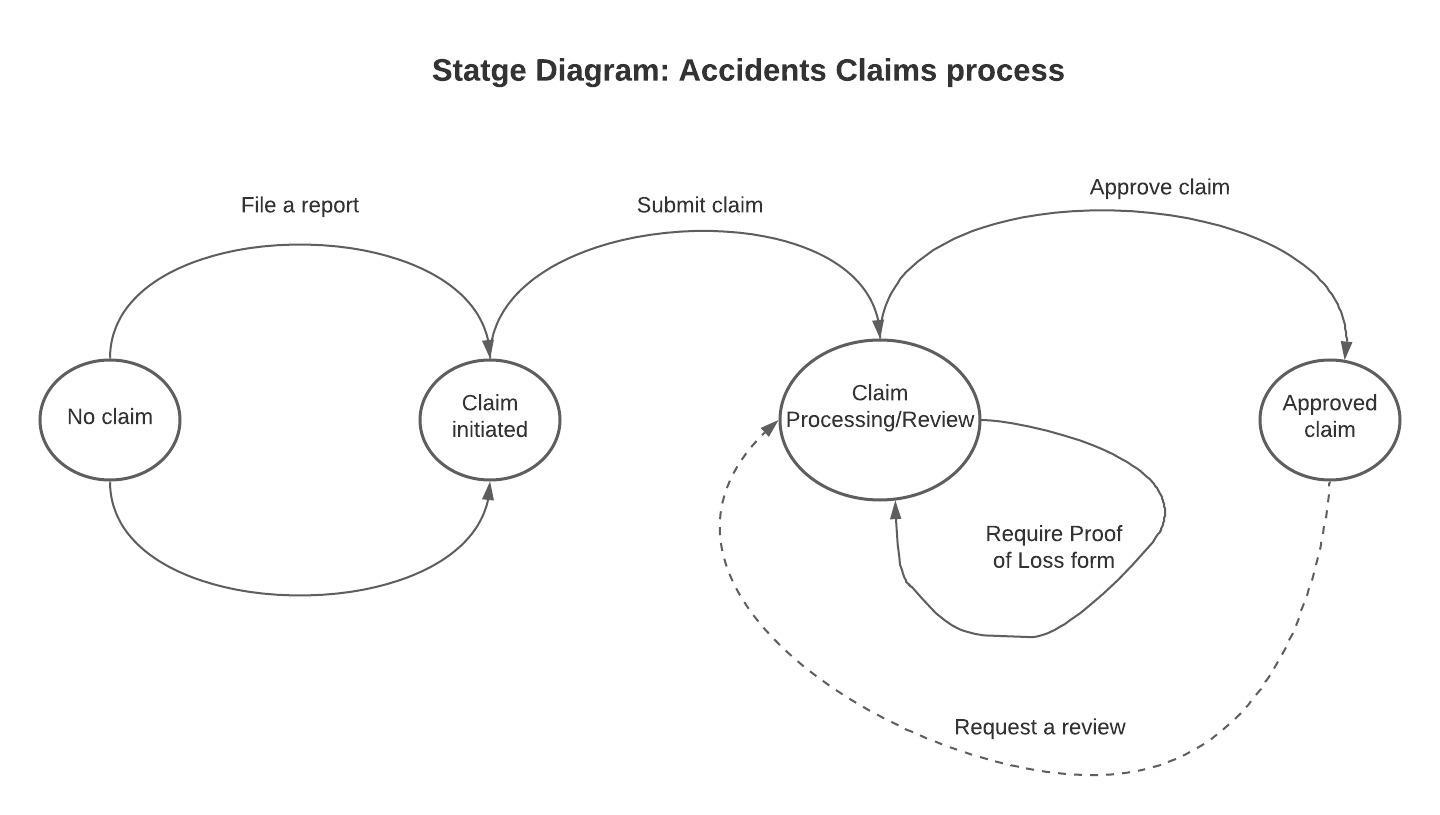 Statge Diagram: Accidents Claims process
Approve claim
File a report
Submit claim
No claim
Claim
initiated
Claim
Processing/Review
Approved
claim
Require Proof
of Loss form
Request a review